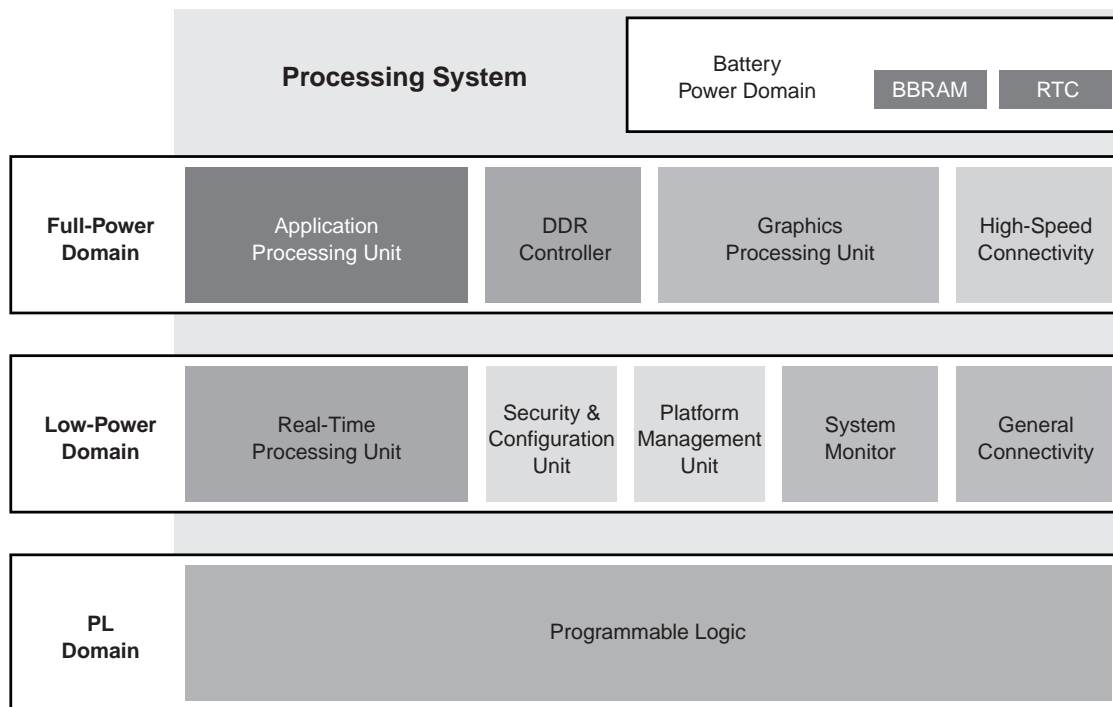 Processing System
Battery
Power Domain
BBRAM
RTC
Full-Power
Domain
Application
Processing Unit
DDR
Controller
Graphics
Processing Unit
High-Speed
Connectivity
Low-Power
Domain
Real-Time
Processing Unit
Security &
Configuration
Unit
Platform
Management
Unit
System
Monitor
General
Connectivity
PL
Domain
Programmable Logic